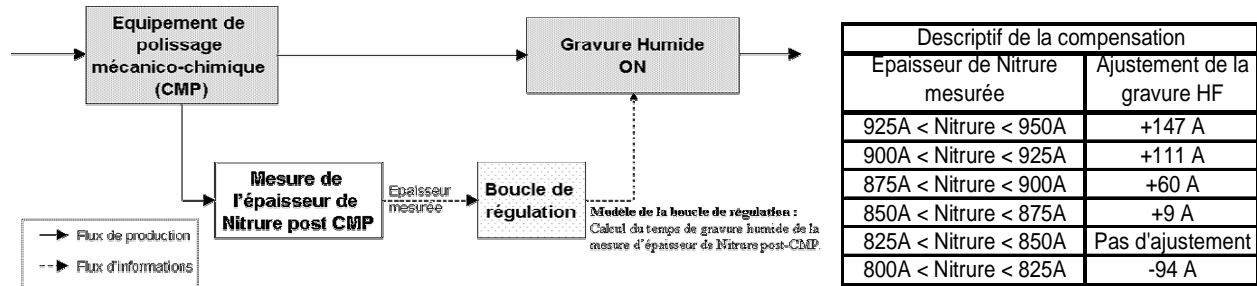 Equipement de
polissage
mécanico-chimique
(CMP)
Gravure Humide
ON
Mesure de
l'épaisseur de
Nitrure post CMP
Epaisseur
mesurée
Boucle de
régulation
Modèle de la boucle de régulation :
Calcul du temps de gravure humide de la
mesure d'épaisseur de Nitrure post-CMP.
Flux de production
Flux d'informations
Descriptif de la compensation
Epaisseur de Nitrure mesurée | Ajustement de la gravure HF
925A < Nitrure < 950A | +147 A
900A < Nitrure < 925A | +111 A
875A < Nitrure < 900A | +60 A
850A < Nitrure < 875A | +9 A
825A < Nitrure < 850A | Pas d'ajustement
800A < Nitrure < 825A | -94 A